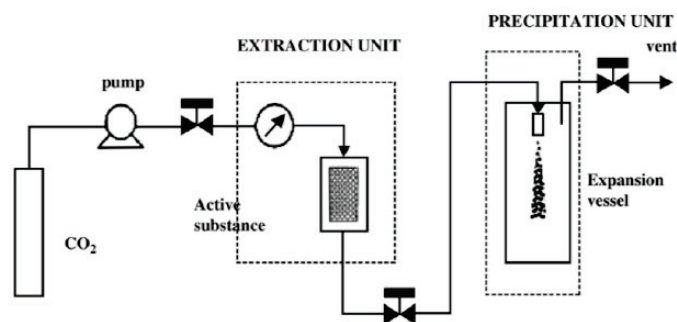 PRECIPITATION UNIT
EXTRACTION UNIT
vent
pump
Active
substance
Expansion
vessel
CO₂